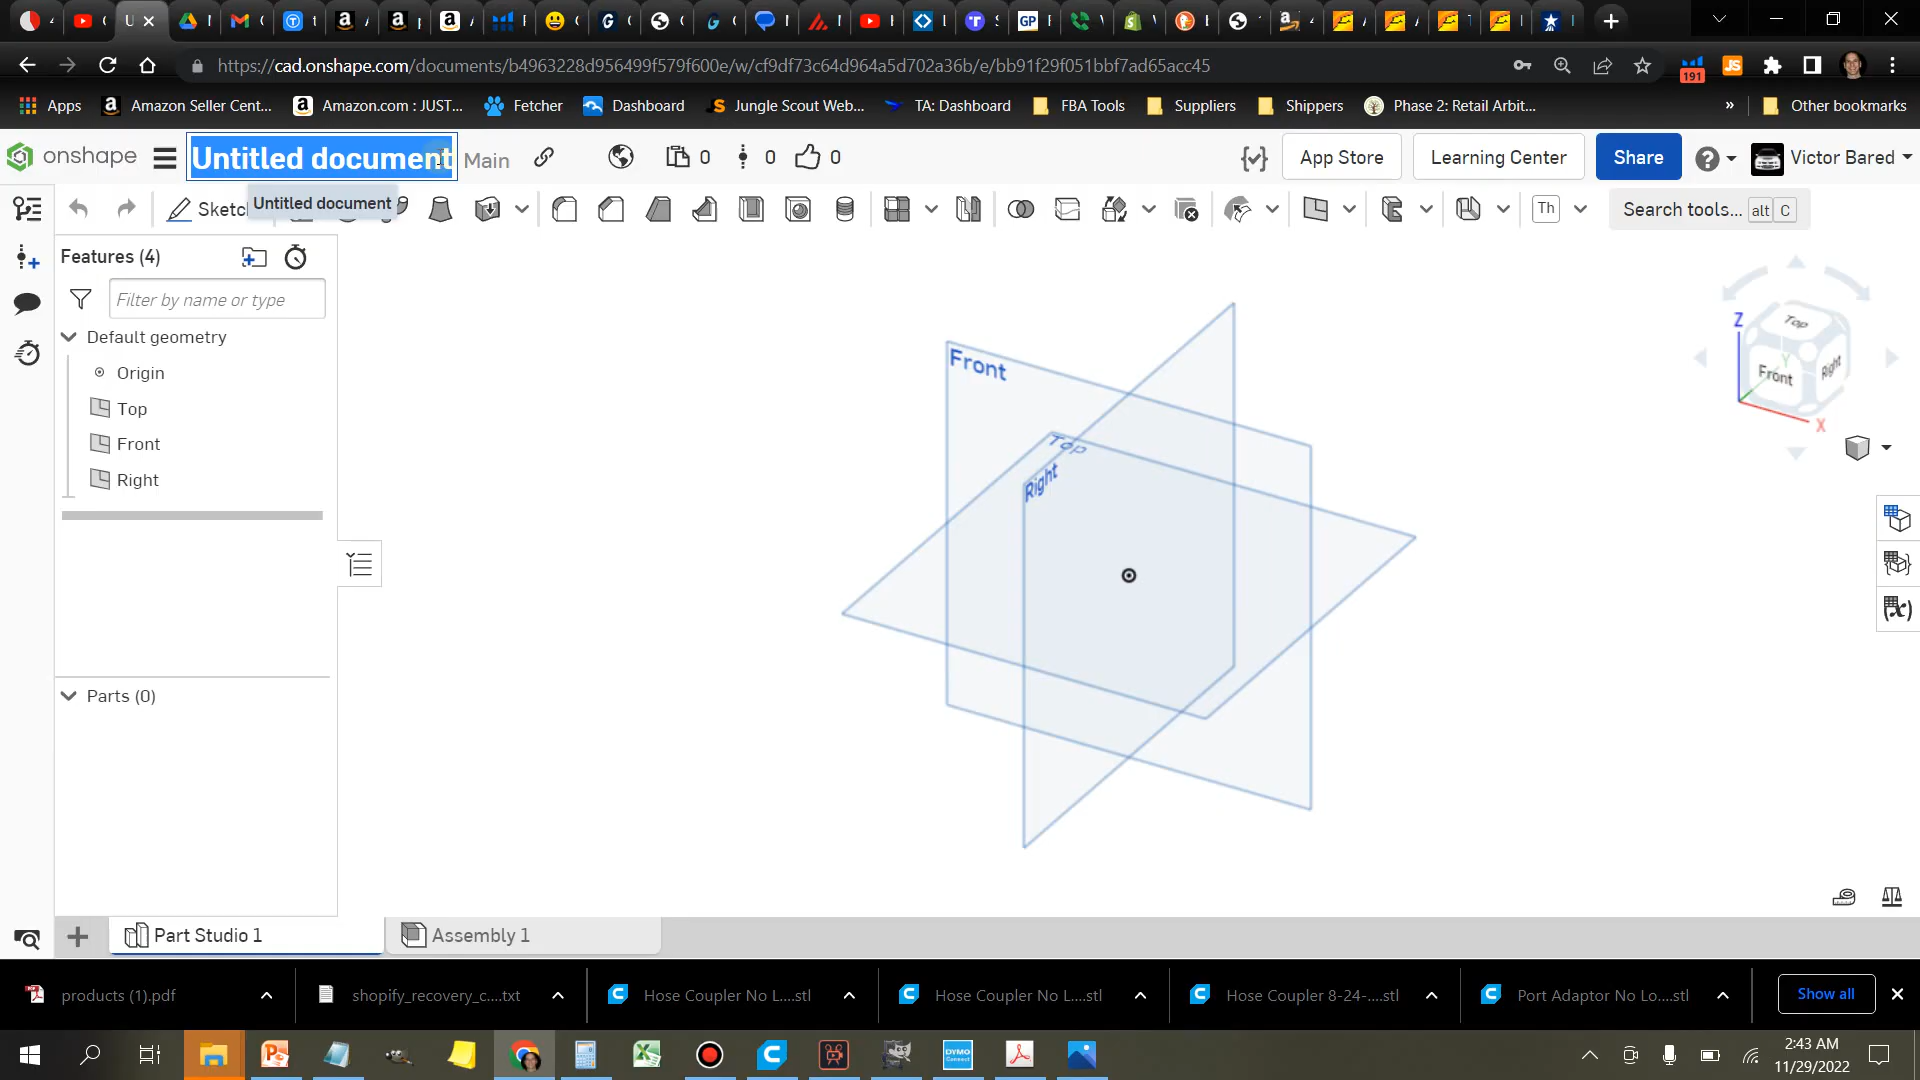 https://cad.onshape.com/documents/b4963228d956499f579f600e/w/cf9df73c64d964a5d702a36b/e/bb91f29f051bbf7ad65acc45
191
Apps
Amazon Seller Cent...
Amazon.com : JUST...
Fetcher
Dashboard
Jungle Scout Web...
TA: Dashboard
FBA Tools
Suppliers
Shippers
Phase 2: Retail Arbit...
»
Other bookmarks
onshape
Untitled document
Main
0
0
0
App Store
Learning Center
Share
Victor Bared
Untitled document
Th
Search tools... alt C
Features (4)
Filter by name or type
Default geometry
Origin
Top
Front
Right
Parts (0)
Front
Top
Right
Z
Top
Y
Front
Right
X
Part Studio 1
Assembly 1
products (1).pdf
shopify_recovery_c....txt
Hose Coupler No L....stl
Hose Coupler No L....stl
Hose Coupler 8-24-....stl
Port Adaptor No Lo....stl
Show all
2:43 AM
11/29/2022